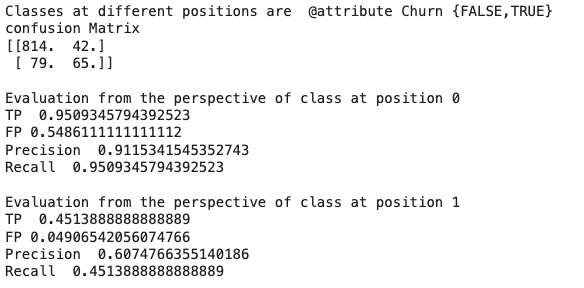 Classes at different positions are  @attribute Churn {FALSE,TRUE}
confusion Matrix
[[814.  42.]
 [ 79.  65.]]

Evaluation from the perspective of class at position 0
TP  0.9509345794392523
FP 0.5486111111111112
Precision  0.9115341545352743
Recall  0.9509345794392523

Evaluation from the perspective of class at position 1
TP  0.4513888888888889
FP 0.04906542056074766
Precision  0.6074766355140186
Recall  0.4513888888888889